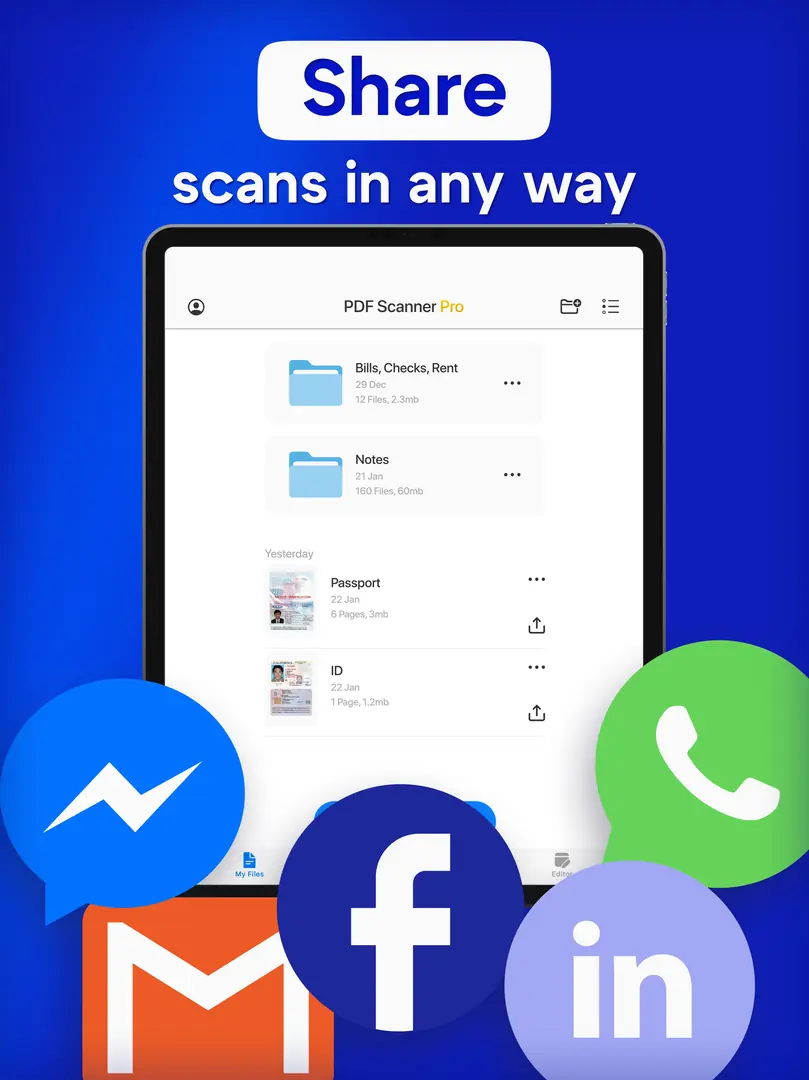 Share
scans in any way
PDF Scanner Pro
Bills, Checks, Rent
29 Dec
12 Files, 2.3mb
Notes
21 Jan
160 Files, 60mb
Yesterday
Passport
22 Jan
6 Pages, 3mb
ID
22 Jan
1 Page, 1.2mb
My Files
Editor
f
in